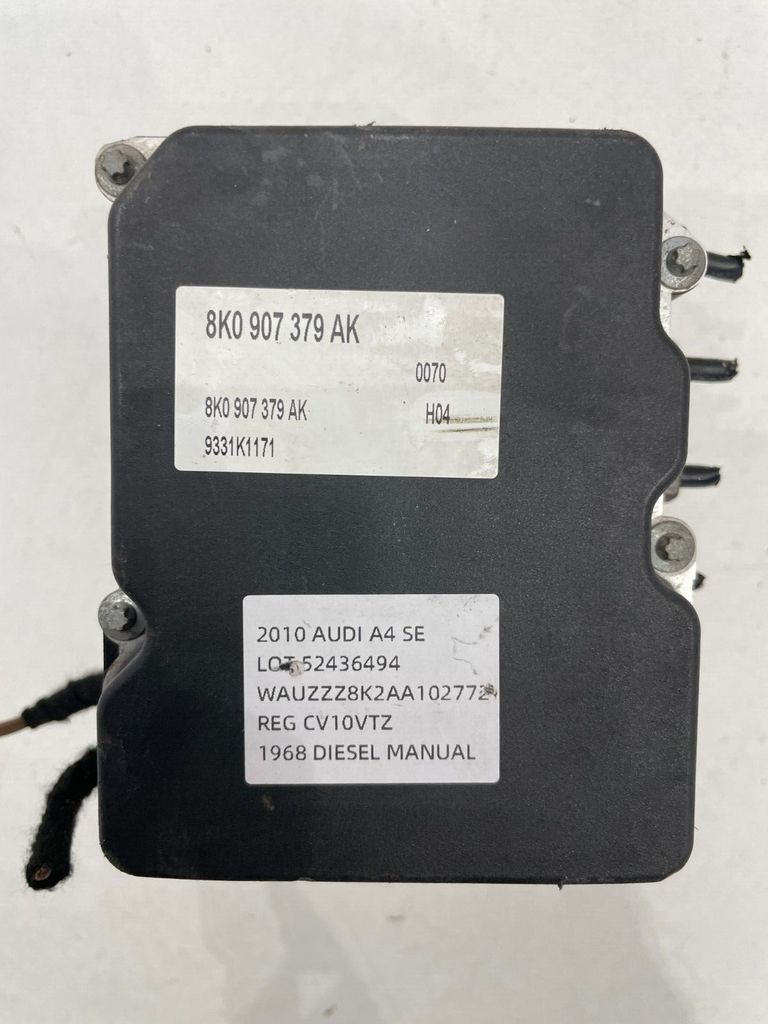 8K0 907 379 AK
0070
8K0 907 379 AK H04
9331K1171
2010 AUDI A4 SE
LOT 52436494
WAUZZZ8K2AA102772
REG CV10VTZ
1968 DIESEL MANUAL